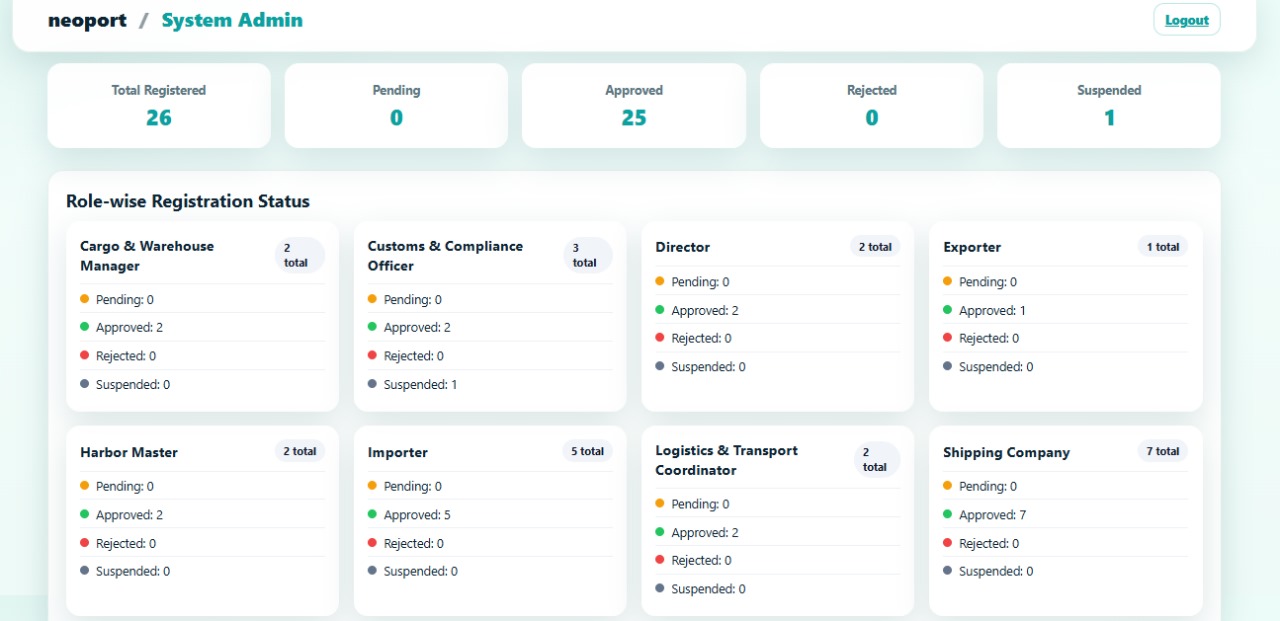 neoport / System Admin
Logout
Total Registered
26
Pending
0
Approved
25
Rejected
0
Suspended
1
Role-wise Registration Status
Cargo & Warehouse
Manager
2
total
Pending: 0
Approved: 2
Rejected: 0
Suspended: 0
Customs & Compliance
Officer
3
total
Pending: 0
Approved: 2
Rejected: 0
Suspended: 1
Director
2 total
Pending: 0
Approved: 2
Rejected: 0
Suspended: 0
Exporter
1 total
Pending: 0
Approved: 1
Rejected: 0
Suspended: 0
Harbor Master
2 total
Pending: 0
Approved: 2
Rejected: 0
Suspended: 0
Importer
5 total
Pending: 0
Approved: 5
Rejected: 0
Suspended: 0
Logistics & Transport
Coordinator
2
total
Pending: 0
Approved: 2
Rejected: 0
Suspended: 0
Shipping Company
7 total
Pending: 0
Approved: 7
Rejected: 0
Suspended: 0